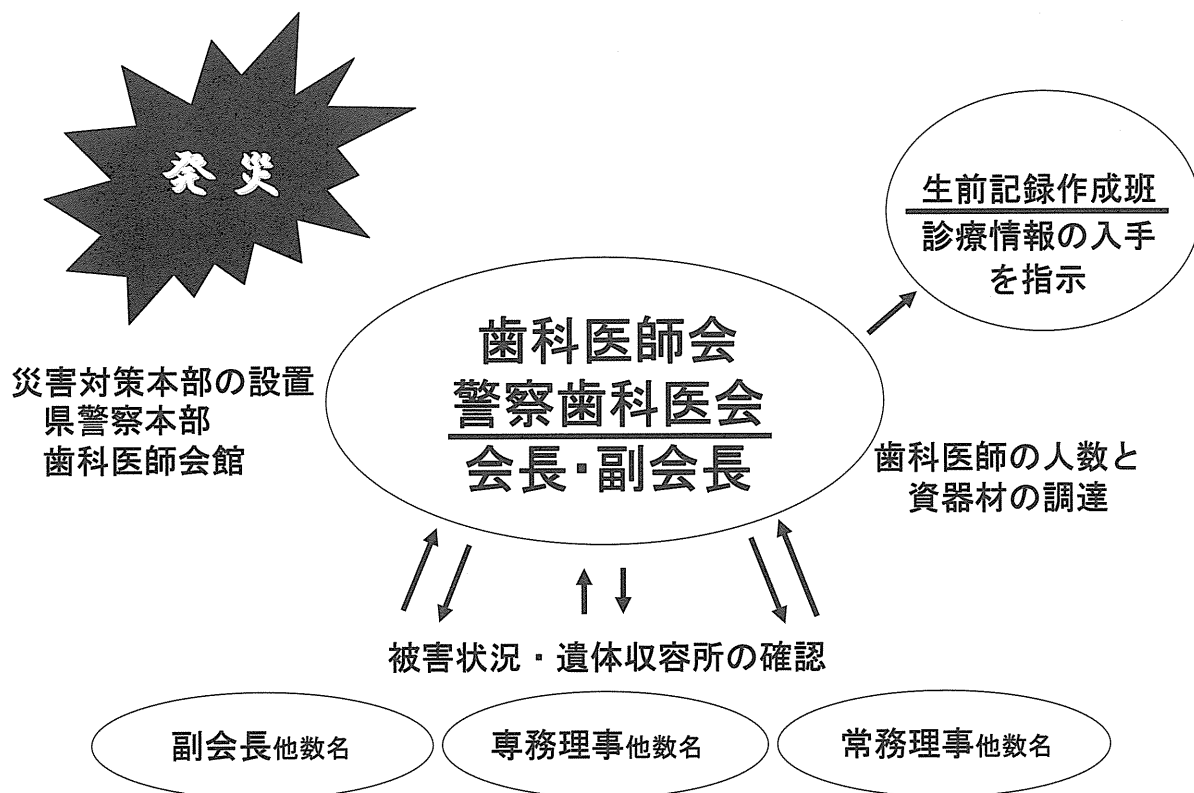 発災
生前記録作成班
診療情報の入手
を指示
歯科医師会
警察歯科医会
会長・副会長
災害対策本部の設置
県警察本部
歯科医師会館
歯科医師の人数と
資器材の調達
被害状況・遺体収容所の確認
副会長他数名
専務理事他数名
常務理事他数名